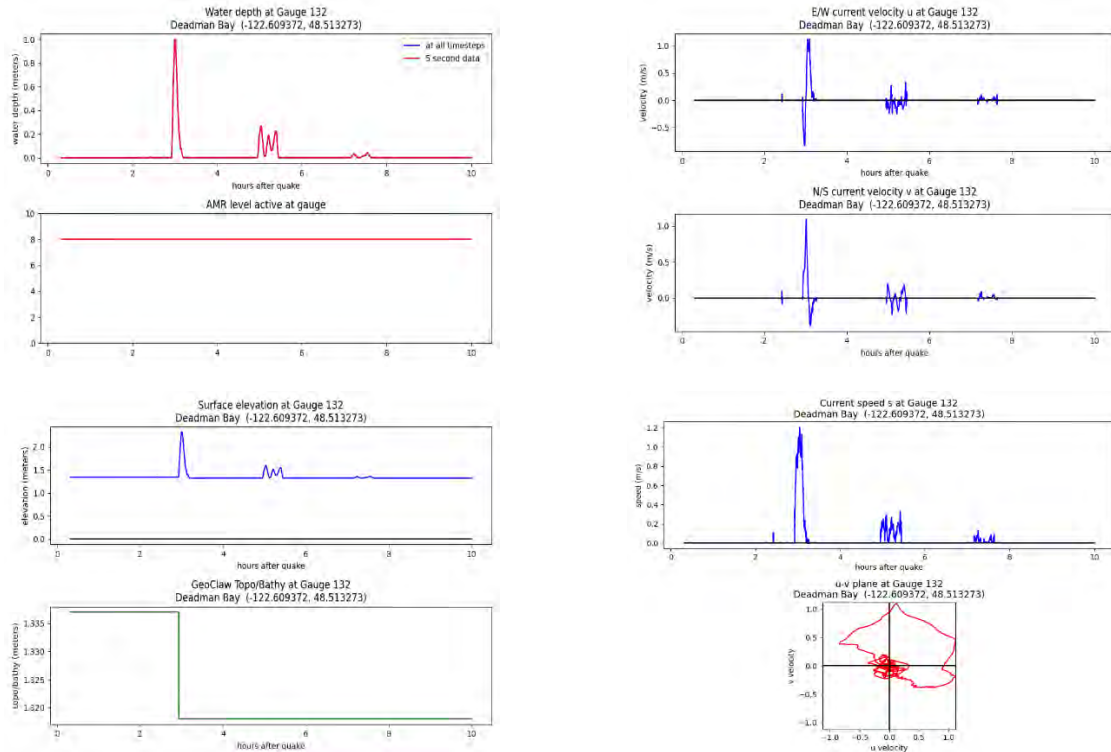 Water depth at Gauge 132
Deadman Bay (-122.609372, 48.513273)
at all timesteps
5 second data
water depth (meters)
1.0
0.8
0.6
0.4
0.2
0.0
0 2 4 6 8 10
hours after quake
AMR level active at gauge
10
8
6
4
2
0
0 2 4 6 8 10
Surface elevation at Gauge 132
Deadman Bay (-122.609372, 48.513273)
elevation (meters)
2.0
1.5
1.0
0.5
0.0
0 2 4 6 8 10
hours after quake
GeoClaw Topo/Bathy at Gauge 132
Deadman Bay (-122.609372, 48.513273)
topo/bathy (meters)
1.335
1.330
1.325
1.320
0 2 4 6 8 10
hours after quake
E/W current velocity u at Gauge 132
Deadman Bay (-122.609372, 48.513273)
velocity (m/s)
1.0
0.5
0.0
−0.5
0 2 4 6 8 10
hours after quake
N/S current velocity v at Gauge 132
Deadman Bay (-122.609372, 48.513273)
velocity (m/s)
1.0
0.5
0.0
0 2 4 6 8 10
hours after quake
Current speed s at Gauge 132
Deadman Bay (-122.609372, 48.513273)
speed (m/s)
1.2
1.0
0.8
0.6
0.4
0.2
0.0
0 2 4 6 8 10
hours after quake
u-v plane at Gauge 132
Deadman Bay (-122.609372, 48.513273)
v velocity
1.0
0.5
0.0
−0.5
−1.0
−1.0 −0.5 0.0 0.5 1.0
u velocity